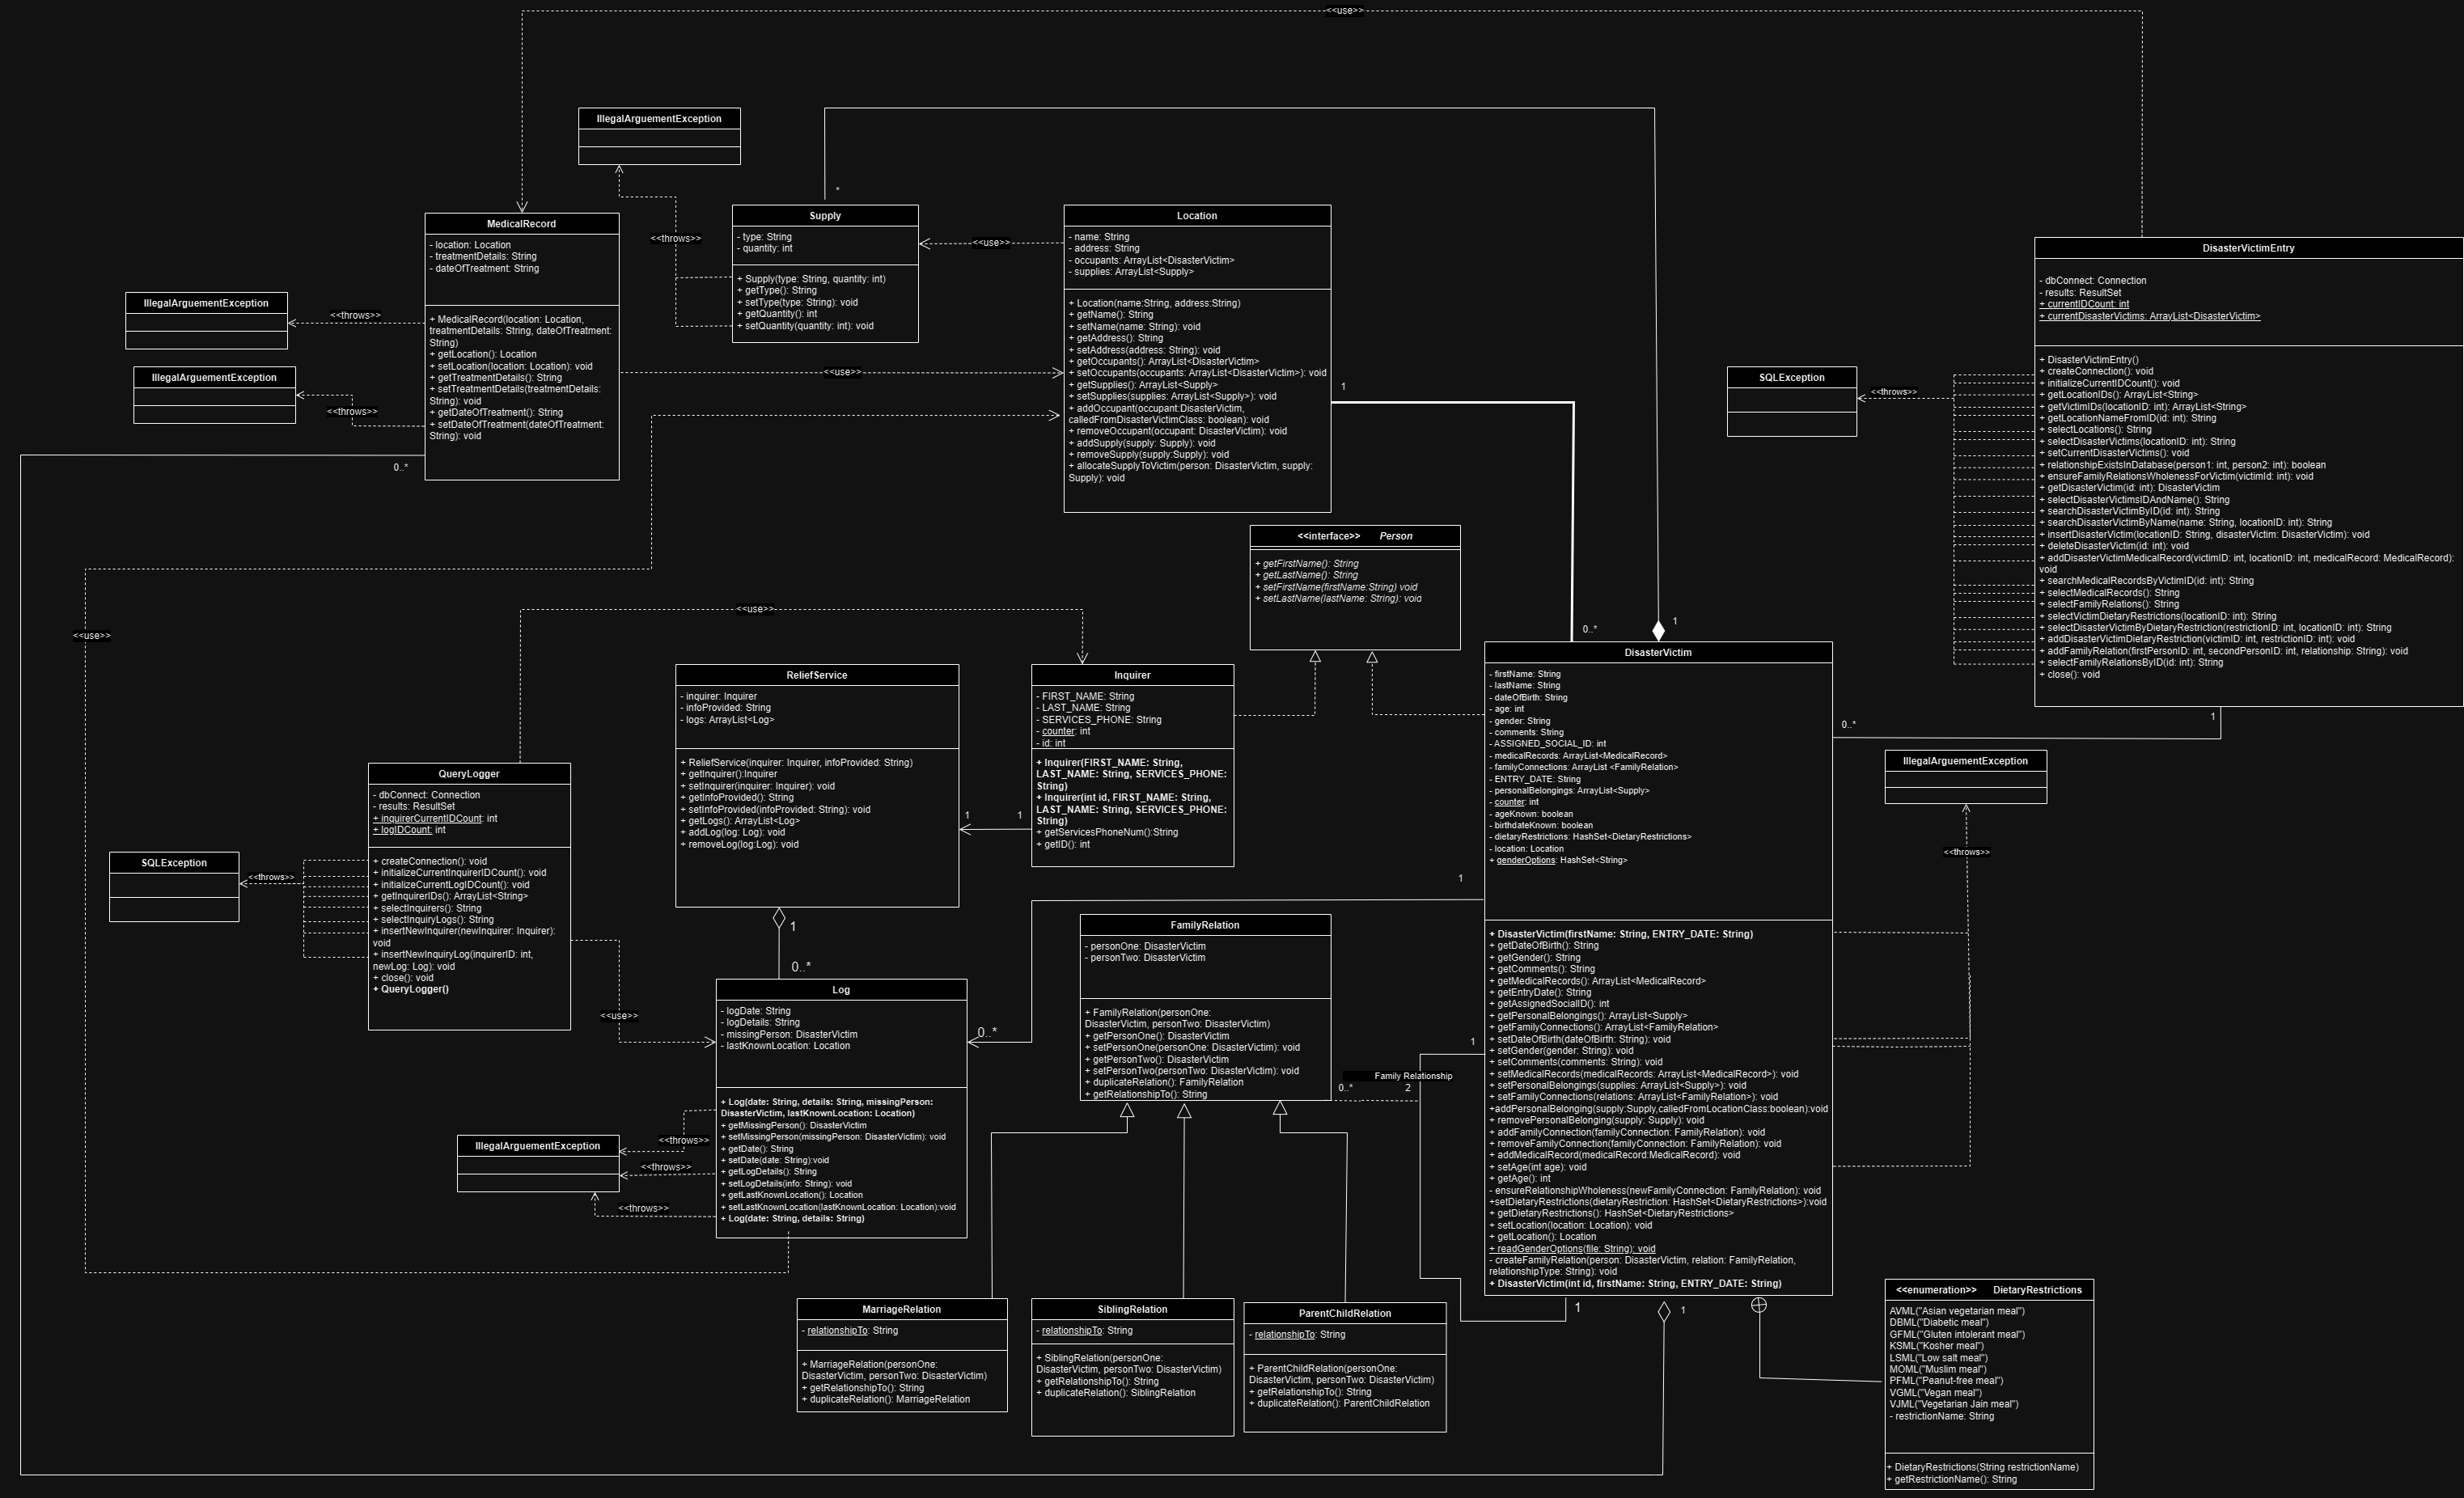 <<use>>
IllegalArguementException
<<throws>>
*
MedicalRecord
- location: Location
- treatmentDetails: String
- dateOfTreatment: String
+ MedicalRecord(location: Location,
treatmentDetails: String, dateOfTreatment:
String)
+ getLocation(): Location
+ setLocation(location: Location): void
+ getTreatmentDetails(): String
+ setTreatmentDetails(treatmentDetails:
String): void
+ getDateOfTreatment(): String
+ setDateOfTreatment(dateOfTreatment:
String): void
IllegalArguementException
<<throws>>
IllegalArguementException
<<throws>>
0..*
Supply
- type: String
- quantity: int
+ Supply(type: String, quantity: int)
+ getType(): String
+ setType(type: String): void
+ getQuantity(): int
+ setQuantity(quantity: int): void
<<use>>
<<use>>
Location
- name: String
- address: String
- occupants: ArrayList<DisasterVictim>
- supplies: ArrayList<Supply>
+ Location(name:String, address:String)
+ getName(): String
+ setName(name: String): void
+ getAddress(): String
+ setAddress(address: String): void
+ getOccupants(): ArrayList<DisasterVictim>
+ setOccupants(occupants: ArrayList<DisasterVictim>): void
+ getSupplies(): ArrayList<Supply>
+ setSupplies(supplies: ArrayList<Supply>): void
+ addOccupant(occupant:DisasterVictim,
calledFromDisasterVictimClass: boolean): void
+ removeOccupant(occupant: DisasterVictim): void
+ addSupply(supply: Supply): void
+ removeSupply(supply:Supply): void
+ allocateSupplyToVictim(person: DisasterVictim, supply:
Supply): void
1
DisasterVictimEntry
- dbConnect: Connection
- results: ResultSet
+ currentIDCount: int
+ currentDisasterVictims: ArrayList<DisasterVictim>
+ DisasterVictimEntry()
+ createConnection(): void
+ initializeCurrentIDCount(): void
+ getLocationIDs(): ArrayList<String>
+ getVictimIDs(locationID: int): ArrayList<String>
+ getLocationNameFromID(id: int): String
+ selectLocations(): String
+ selectDisasterVictims(locationID: int): String
+ setCurrentDisasterVictims(): void
+ relationshipExistsInDatabase(person1: int, person2: int): boolean
+ ensureFamilyRelationsWholenessForVictim(victimId: int): void
+ getDisasterVictim(id: int): DisasterVictim
+ selectDisasterVictimsIDAndName(): String
+ searchDisasterVictimByID(id: int): String
+ searchDisasterVictimByName(name: String, locationID: int): String
+ insertDisasterVictim(locationID: String, disasterVictim: DisasterVictim): void
+ deleteDisasterVictim(id: int): void
+ addDisasterVictimMedicalRecord(victimID: int, locationID: int, medicalRecord: MedicalRecord):
void
+ searchMedicalRecordsByVictimID(id: int): String
+ selectMedicalRecords(): String
+ selectFamilyRelations(): String
+ selectVictimDietaryRestrictions(locationID: int): String
+ selectDisasterVictimByDietaryRestriction(restrictionID: int, locationID: int): String
+ addDisasterVictimDietaryRestriction(victimID: int, restrictionID: int): void
+ addFamilyRelation(firstPersonID: int, secondPersonID: int, relationship: String): void
+ selectFamilyRelationsByID(id: int): String
+ close(): void
SQLException
<<throws>>
1
0..*
<<interface>> Person
+ getFirstName(): String
+ getLastName(): String
+ setFirstName(firstName:String) void
+ setLastName(lastName: String): void
0..*
1
<<use>>
<<use>>
ReliefService
- inquirer: Inquirer
- infoProvided: String
- logs: ArrayList<Log>
+ ReliefService(inquirer: Inquirer, infoProvided: String)
+ getInquirer():Inquirer
+ setInquirer(inquirer: Inquirer): void
+ getInfoProvided(): String
+ setInfoProvided(infoProvided: String): void
+ getLogs(): ArrayList<Log>
+ addLog(log: Log): void
+ removeLog(log:Log): void
1
1
Inquirer
- FIRST_NAME: String
- LAST_NAME: String
- SERVICES_PHONE: String
- counter: int
- id: int
+ Inquirer(FIRST_NAME: String,
LAST_NAME: String, SERVICES_PHONE:
String)
+ Inquirer(int id, FIRST_NAME: String,
LAST_NAME: String, SERVICES_PHONE:
String)
+ getServicesPhoneNum():String
+ getID(): int
DisasterVictim
- firstName: String
- lastName: String
- dateOfBirth: String
- age: int
- gender: String
- comments: String
- ASSIGNED_SOCIAL_ID: int
- medicalRecords: ArrayList<MedicalRecord>
- familyConnections: ArrayList <FamilyRelation>
- ENTRY_DATE: String
- personalBelongings: ArrayList<Supply>
- counter: int
- ageKnown: boolean
- birthdateKnown: boolean
- dietaryRestrictions: HashSet<DietaryRestrictions>
- location: Location
+ genderOptions: HashSet<String>
+ DisasterVictim(firstName: String, ENTRY_DATE: String)
+ getDateOfBirth(): String
+ getGender(): String
+ getComments(): String
+ getMedicalRecords(): ArrayList<MedicalRecord>
+ getEntryDate(): String
+ getAssignedSocialID(): int
+ getPersonalBelongings(): ArrayList<Supply>
+ getFamilyConnections(): ArrayList<FamilyRelation>
+ setDateOfBirth(dateOfBirth: String): void
+ setGender(gender: String): void
+ setComments(comments: String): void
+ setMedicalRecords(medicalRecords: ArrayList<MedicalRecord>): void
+ setPersonalBelongings(supplies: ArrayList<Supply>): void
+ setFamilyConnections(relations: ArrayList<FamilyRelation>): void
+addPersonalBelonging(supply:Supply,calledFromLocationClass:boolean):void
+ removePersonalBelonging(supply: Supply): void
+ addFamilyConnection(familyConnection: FamilyRelation): void
+ removeFamilyConnection(familyConnection: FamilyRelation): void
+ addMedicalRecord(medicalRecord:MedicalRecord): void
+ setAge(int age): void
+ getAge(): int
- ensureRelationshipWholeness(newFamilyConnection: FamilyRelation): void
+setDietaryRestrictions(dietaryRestriction: HashSet<DietaryRestrictions>):void
+ getDietaryRestrictions(): HashSet<DietaryRestrictions>
+ setLocation(location: Location): void
+ getLocation(): Location
+ readGenderOptions(file: String): void
- createFamilyRelation(person: DisasterVictim, relation: FamilyRelation,
relationshipType: String): void
+ DisasterVictim(int id, firstName: String, ENTRY_DATE: String)
IllegalArguementException
<<throws>>
QueryLogger
- dbConnect: Connection
- results: ResultSet
+ inquirerCurrentIDCount: int
+ logIDCount: int
+ createConnection(): void
+ initializeCurrentInquirerIDCount(): void
+ initializeCurrentLogIDCount(): void
+ getInquirerIDs(): ArrayList<String>
+ selectInquirers(): String
+ selectInquiryLogs(): String
+ insertNewInquirer(newInquirer: Inquirer):
void
+ insertNewInquiryLog(inquirerID: int,
newLog: Log): void
+ close(): void
+ QueryLogger()
SQLException
<<throws>>
<<use>>
1
0..*
1
0..*
Log
- logDate: String
- logDetails: String
- missingPerson: DisasterVictim
- lastKnownLocation: Location
+ Log(date: String, details: String, missingPerson:
DisasterVictim, lastKnownLocation: Location)
+ getMissingPerson(): DisasterVictim
+ setMissingPerson(missingPerson: DisasterVictim): void
+ getDate(): String
+ setDate(date: String):void
+ getLogDetails(): String
+ setLogDetails(info: String): void
+ getLastKnownLocation(): Location
+ setLastKnownLocation(lastKnownLocation: Location):void
+ Log(date: String, details: String)
IllegalArguementException
<<throws>>
<<throws>>
<<throws>>
FamilyRelation
- personOne: DisasterVictim
- personTwo: DisasterVictim
+ FamilyRelation(personOne:
DisasterVictim, personTwo: DisasterVictim)
+ getPersonOne(): DisasterVictim
+ setPersonOne(personOne: DisasterVictim): void
+ getPersonTwo(): DisasterVictim
+ setPersonTwo(personTwo: DisasterVictim): void
+ duplicateRelation(): FamilyRelation
+ getRelationshipTo(): String
1
Family Relationship
0..*
2
MarriageRelation
- relationshipTo: String
+ MarriageRelation(personOne:
DisasterVictim, personTwo: DisasterVictim)
+ getRelationshipTo(): String
+ duplicateRelation(): MarriageRelation
SiblingRelation
- relationshipTo: String
+ SiblingRelation(personOne:
DisasterVictim, personTwo: DisasterVictim)
+ getRelationshipTo(): String
+ duplicateRelation(): SiblingRelation
ParentChildRelation
- relationshipTo: String
+ ParentChildRelation(personOne:
DisasterVictim, personTwo: DisasterVictim)
+ getRelationshipTo(): String
+ duplicateRelation(): ParentChildRelation
1
1
<<enumeration>> DietaryRestrictions
AVML("Asian vegetarian meal")
DBML("Diabetic meal")
GFML("Gluten intolerant meal")
KSML("Kosher meal")
LSML("Low salt meal")
MOML("Muslim meal")
PFML("Peanut-free meal")
VGML("Vegan meal")
VJML("Vegetarian Jain meal")
- restrictionName: String
+ DietaryRestrictions(String restrictionName)
+ getRestrictionName(): String